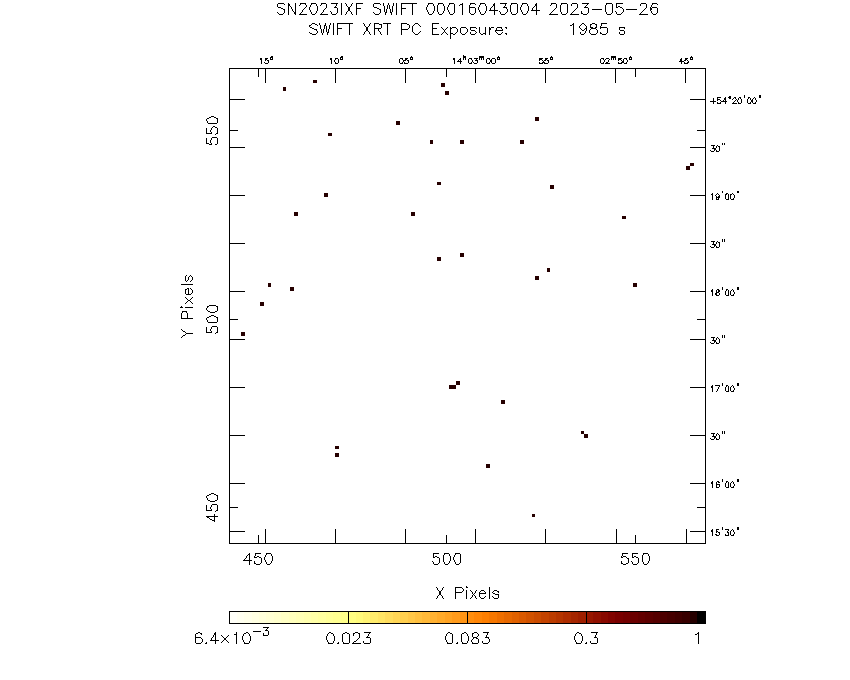 SN2023IXF SWIFT 00016043004 2023-05-26
SWIFT XRT PC Exposure: 1985 s
15ˢ 10ˢ 05ˢ 14ʰ03ᵐ00ˢ 55ˢ 02ᵐ50ˢ 45ˢ
+54°20'00"
30"
19'00"
30"
18'00"
30"
17'00"
30"
16'00"
15'30"
550
500
450
Y Pixels
450 500 550
X Pixels
6.4×10⁻³ 0.023 0.083 0.3 1